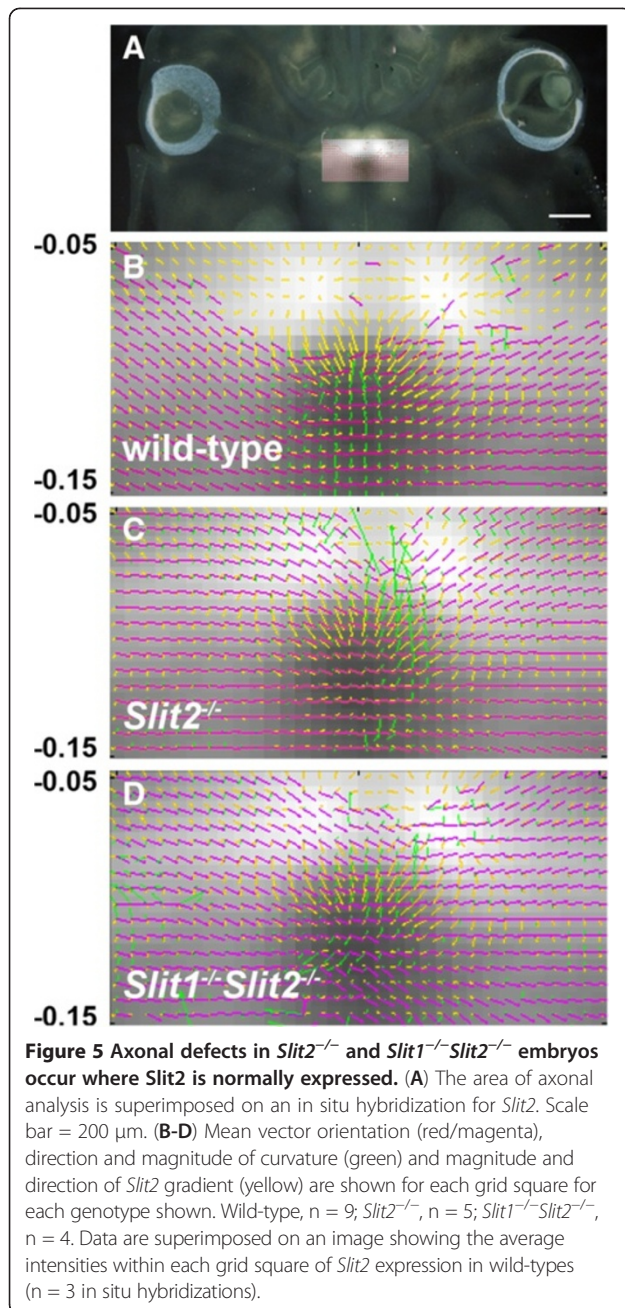 A
-0.05
B
wild-type
-0.15
-0.05
C
Slit2-/-
-0.15
-0.05
D
Slit1-/-Slit2-/-
-0.15
Figure 5 Axonal defects in Slit2−/− and Slit1−/−Slit2−/− embryos
occur where Slit2 is normally expressed. (A) The area of axonal
analysis is superimposed on an in situ hybridization for Slit2. Scale
bar = 200 μm. (B-D) Mean vector orientation (red/magenta),
direction and magnitude of curvature (green) and magnitude and
direction of Slit2 gradient (yellow) are shown for each grid square for
each genotype shown. Wild-type, n = 9; Slit2−/−, n = 5; Slit1−/−Slit2−/−,
n = 4. Data are superimposed on an image showing the average
intensities within each grid square of Slit2 expression in wild-types
(n = 3 in situ hybridizations).